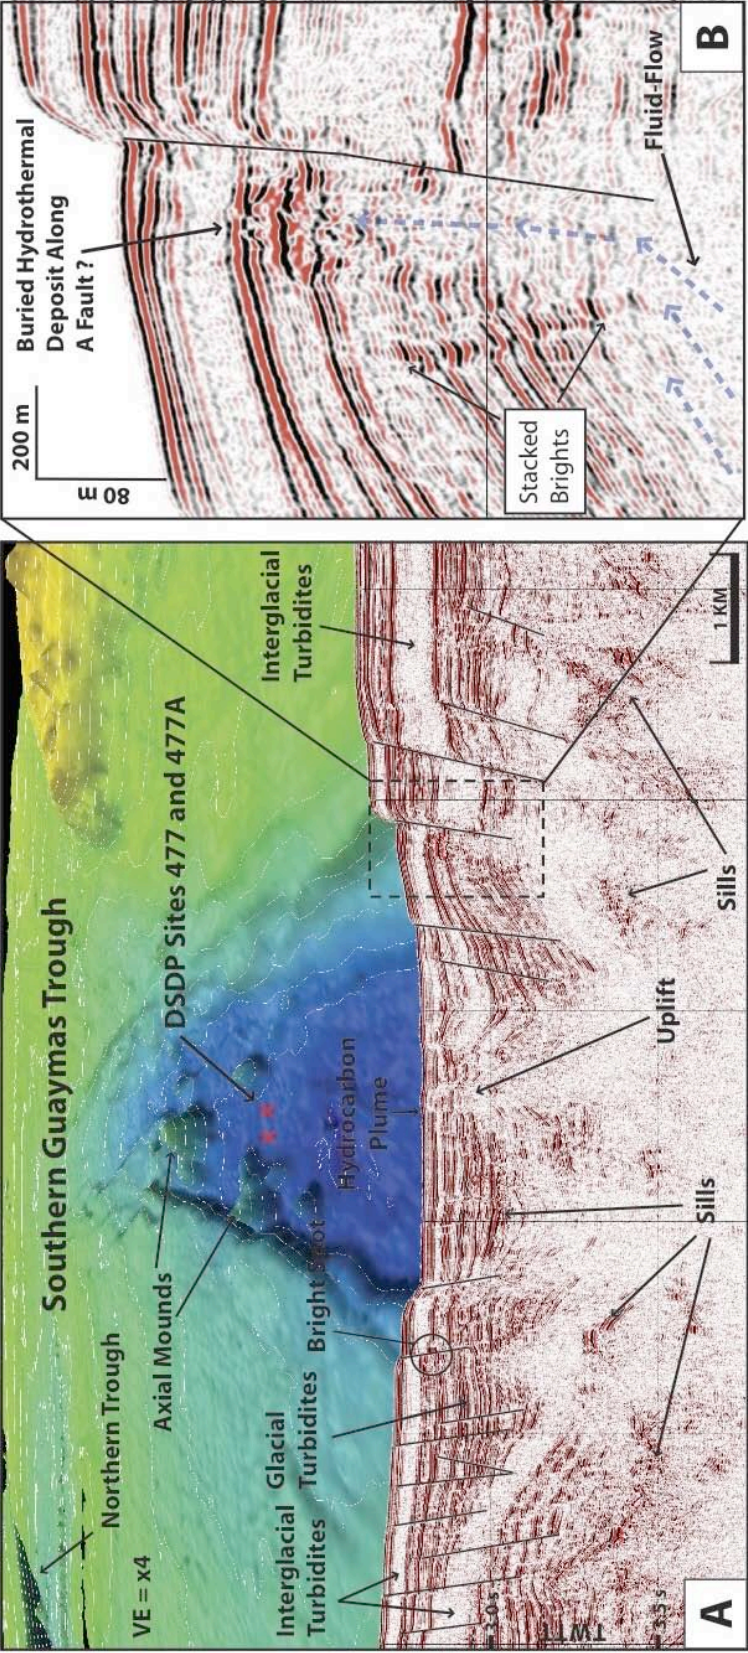 Southern Guaymas Trough
Northern Trough
VE = x4
Axial Mounds
DSDP Sites 477 and 477A
Interglacial
Turbidites
Glacial
Turbidites
Bright Spot
Hydrocarbon
Plume
Interglacial
Turbidites
Sills
Uplift
Sills
1 KM
TWTT
3.5 s
A
Buried Hydrothermal
Deposit Along
A Fault ?
200 m
80 m
Stacked
Brights
Fluid-Flow
B